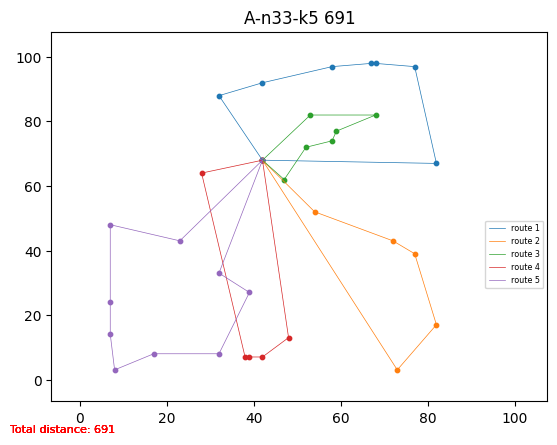 A-n33-k5 691
100
80
60
40
20
0
route 1
route 2
route 3
route 4
route 5
0 20 40 60 80 100
Total distance: 691